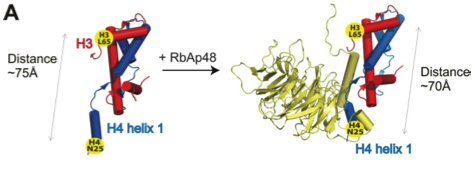 A
H3
L65
H3
Distance
~75Å
H4 helix 1
H4
N25
+ RbAp48
H3
L65
Distance
~70Å
H4
N25
H4 helix 1